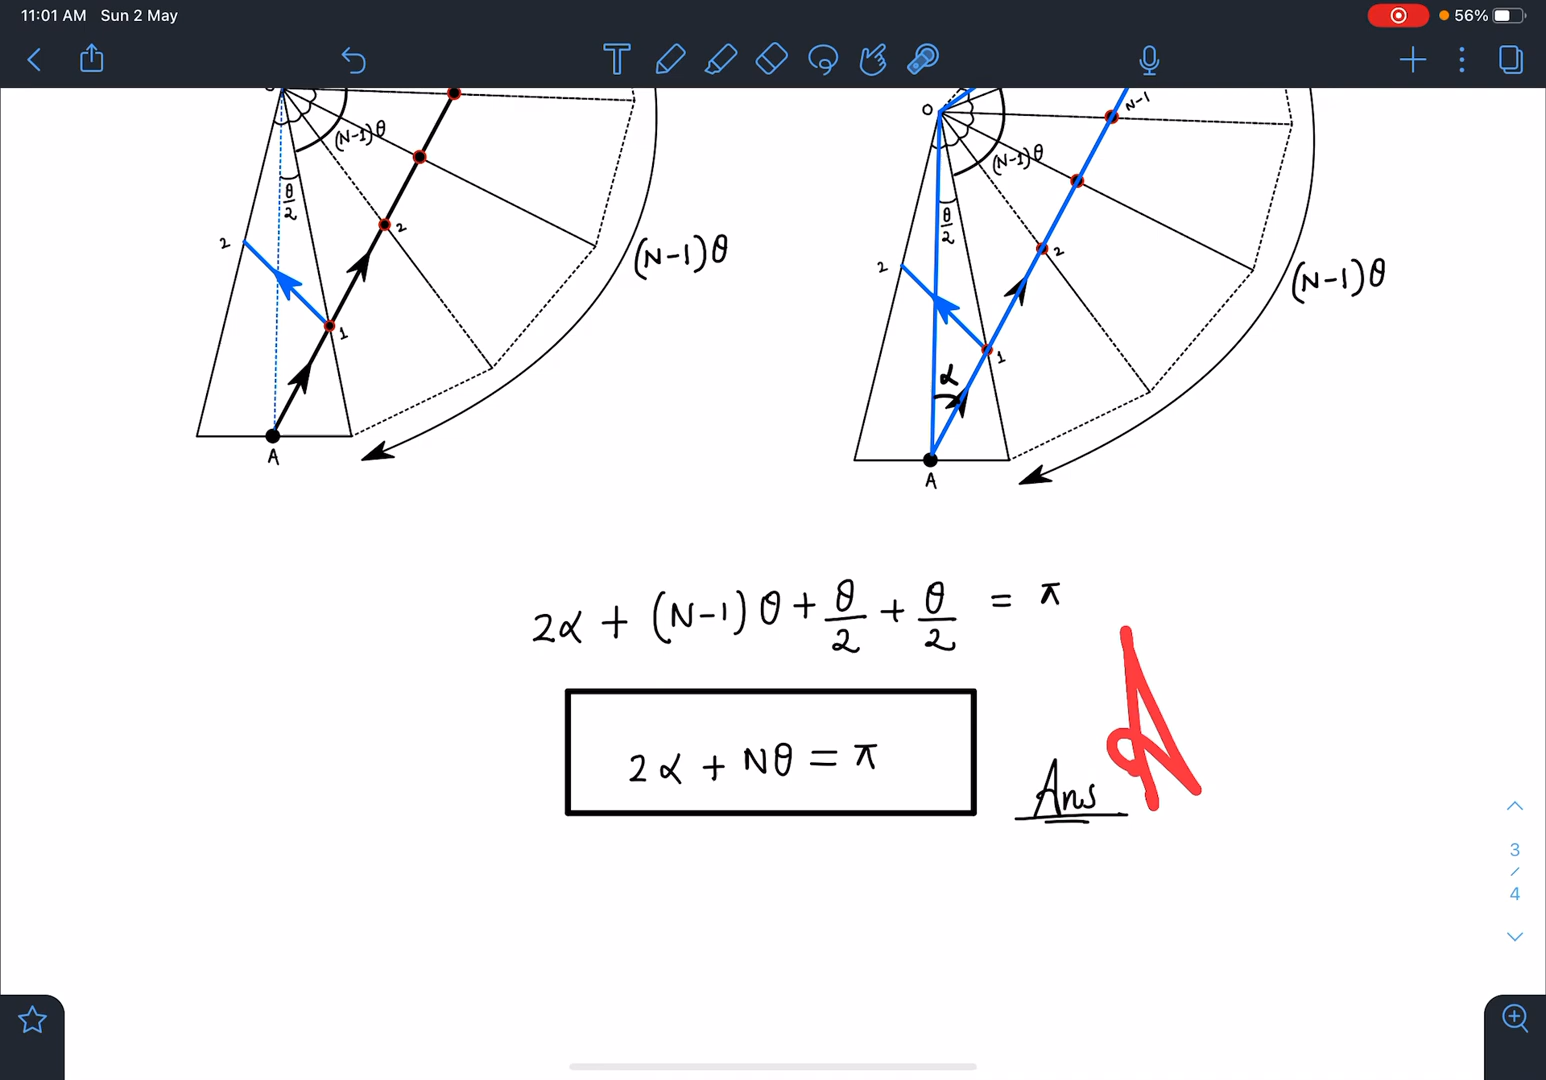 11:01 AM Sun 2 May
56%
T
O
N-1
(N-1)θ
(N-1)θ
θ/2
θ/2
2
2
2
2
(N-1)θ
(N-1)θ
1
1
α
A
A
2α + (N-1)θ + θ/2 + θ/2 = π
2α + Nθ = π
Ans
3
/
4